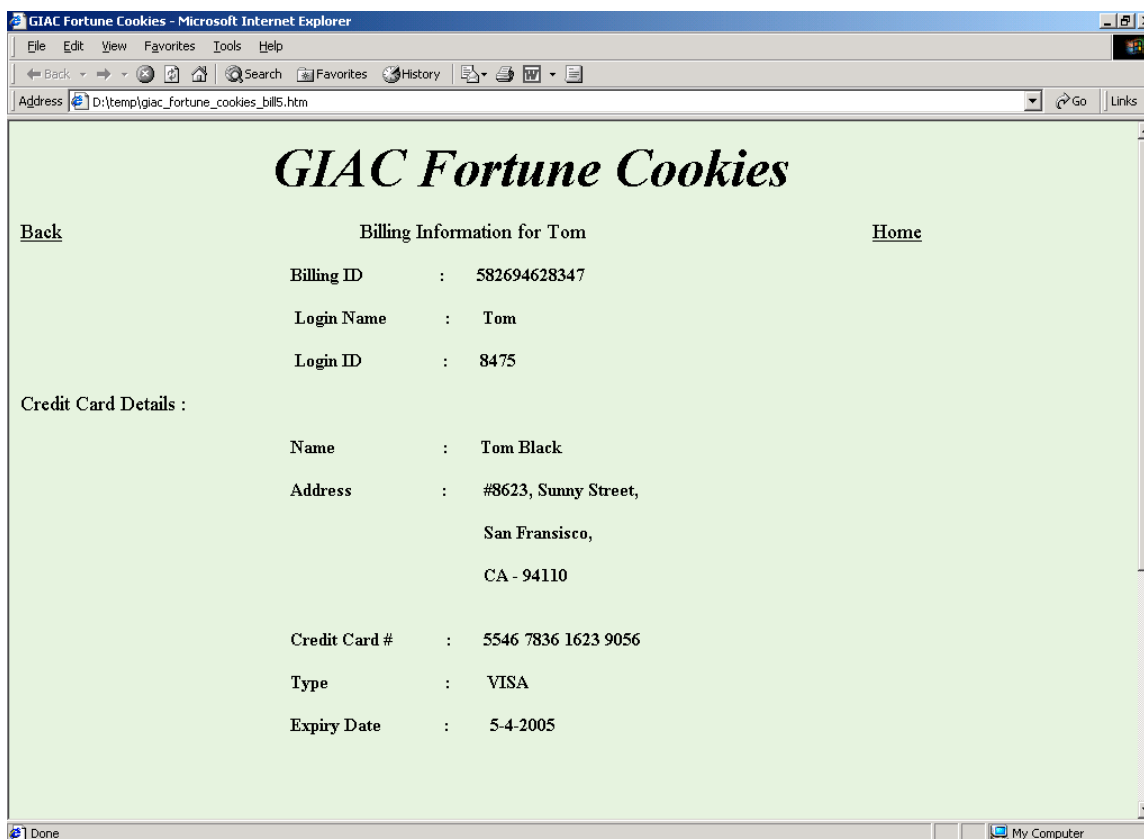 GIAC Fortune Cookies - Microsoft Internet Explorer
File Edit View Favorites Tools Help
Back Search Favorites History
Address D:\temp\giac_fortune_cookies_bill5.htm Go Links
GIAC Fortune Cookies
Back Billing Information for Tom Home
Billing ID : 582694628347
Login Name : Tom
Login ID : 8475
Credit Card Details :
Name : Tom Black
Address : #8623, Sunny Street,
San Fransisco,
CA - 94110
Credit Card # : 5546 7836 1623 9056
Type : VISA
Expiry Date : 5-4-2005
Done My Computer